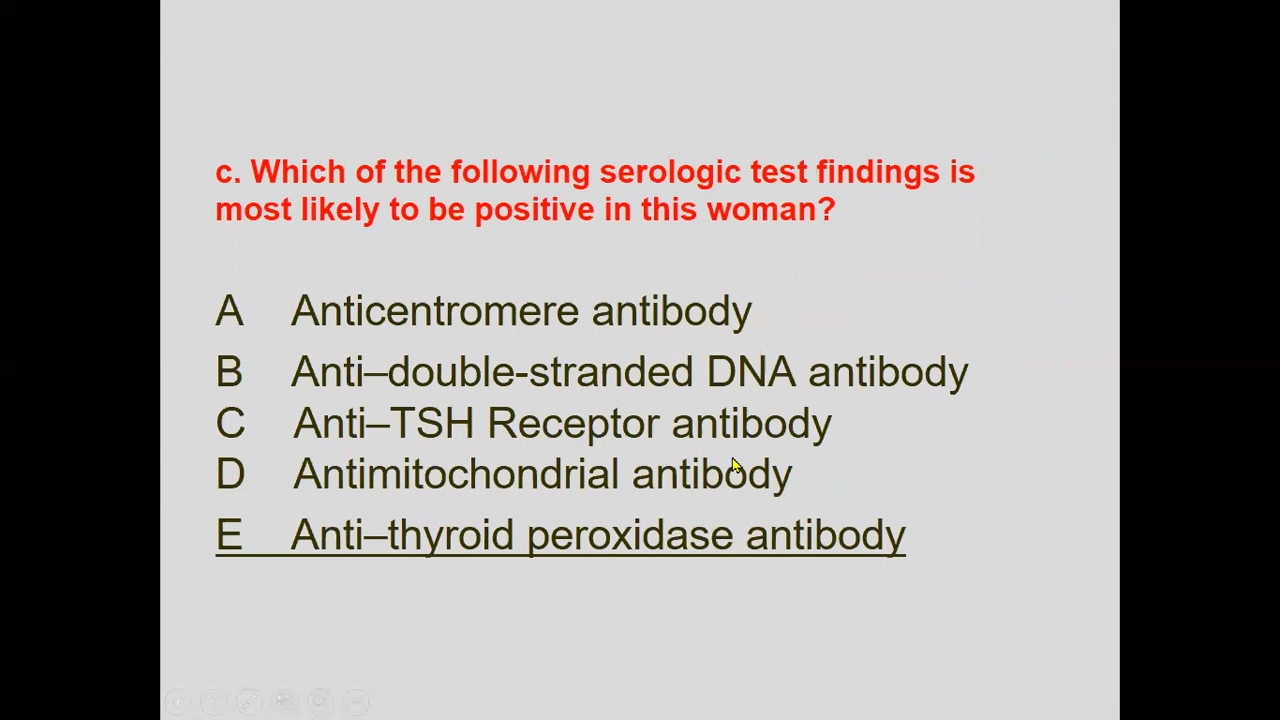 c. Which of the following serologic test findings is
most likely to be positive in this woman?
A Anticentromere antibody
B Anti–double-stranded DNA antibody
C Anti–TSH Receptor antibody
D Antimitochondrial antibody
E Anti–thyroid peroxidase antibody